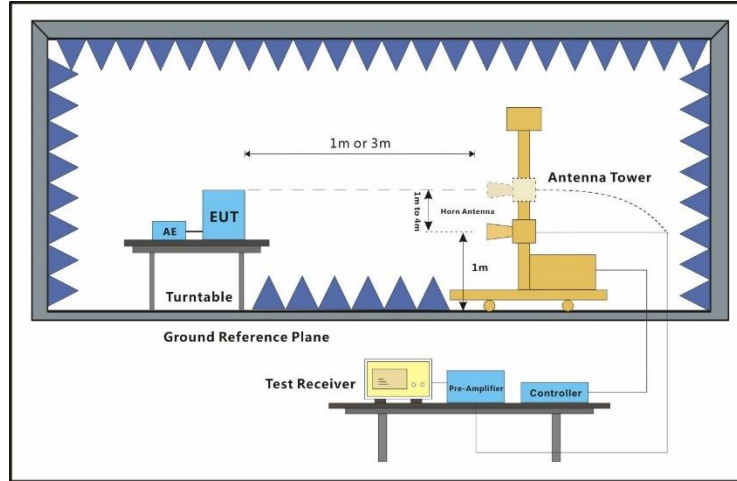 1m or 3m
Antenna Tower
1m to 4m
Horn Antenna
EUT
AE
1m
Turntable
Ground Reference Plane
Test Receiver
Pre-Amplifier
Controller